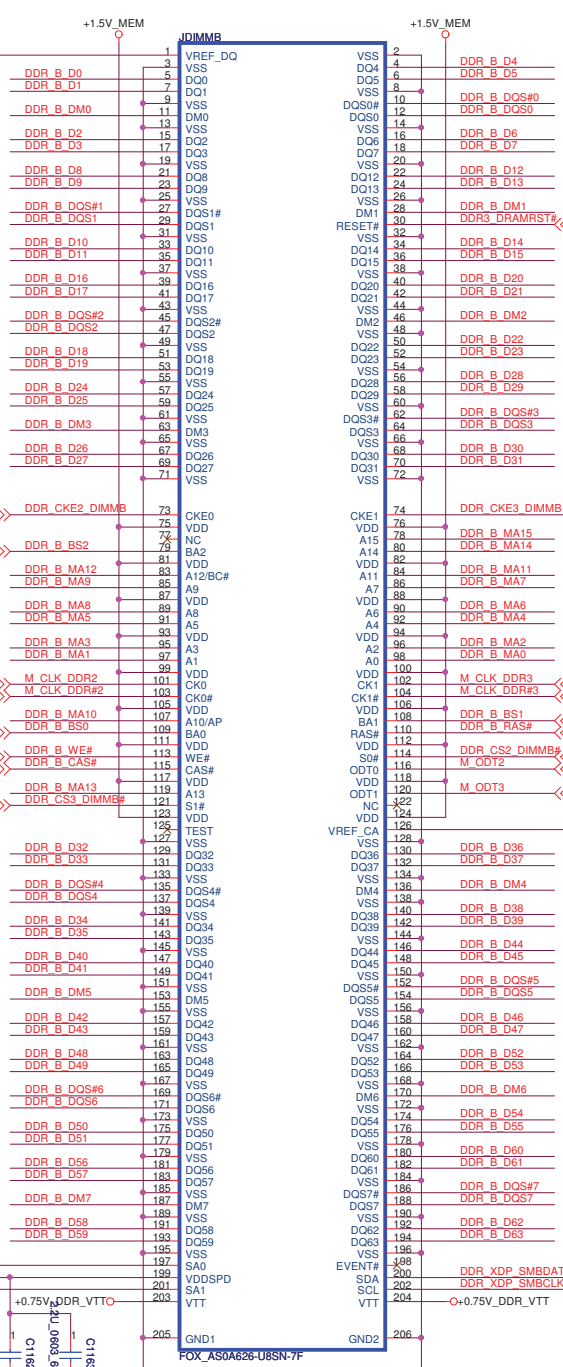 +1.5V_MEM +1.5V_MEM
JDIMMB
1 VREF_DQ VSS 2
3 VSS DQ4 4 DDR_B_D4
DDR_B_D0 5 DQ0 DQ5 6 DDR_B_D5
DDR_B_D1 7 DQ1 VSS 8
9 VSS DQS0# 10 DDR_B_DQS#0
DDR_B_DM0 11 DM0 DQS0 12 DDR_B_DQS0
13 VSS VSS 14
DDR_B_D2 15 DQ2 DQ6 16 DDR_B_D6
DDR_B_D3 17 DQ3 DQ7 18 DDR_B_D7
19 VSS VSS 20
DDR_B_D8 21 DQ8 DQ12 22 DDR_B_D12
DDR_B_D9 23 DQ9 DQ13 24 DDR_B_D13
25 VSS VSS 26
DDR_B_DQS#1 27 DQS1# DM1 28 DDR_B_DM1
DDR_B_DQS1 29 DQS1 RESET# 30 DDR3_DRAMRST#
31 VSS VSS 32
DDR_B_D10 33 DQ10 DQ14 34 DDR_B_D14
DDR_B_D11 35 DQ11 DQ15 36 DDR_B_D15
37 VSS VSS 38
DDR_B_D16 39 DQ16 DQ20 40 DDR_B_D20
DDR_B_D17 41 DQ17 DQ21 42 DDR_B_D21
43 VSS VSS 44
DDR_B_DQS#2 45 DQS2# DM2 46 DDR_B_DM2
DDR_B_DQS2 47 DQS2 VSS 48
49 VSS DQ22 50 DDR_B_D22
DDR_B_D18 51 DQ18 DQ23 52 DDR_B_D23
DDR_B_D19 53 DQ19 VSS 54
55 VSS DQ28 56 DDR_B_D28
DDR_B_D24 57 DQ24 DQ29 58 DDR_B_D29
DDR_B_D25 59 DQ25 VSS 60
61 VSS DQS3# 62 DDR_B_DQS#3
DDR_B_DM3 63 DM3 DQS3 64 DDR_B_DQS3
65 VSS VSS 66
DDR_B_D26 67 DQ26 DQ30 68 DDR_B_D30
DDR_B_D27 69 DQ27 DQ31 70 DDR_B_D31
71 VSS VSS 72
DDR_CKE2_DIMMB 73 CKE0 CKE1 74 DDR_CKE3_DIMMB
75 VDD VDD 76
77 NC A15 78 DDR_B_MA15
DDR_B_BS2 79 BA2 A14 80 DDR_B_MA14
81 VDD VDD 82
DDR_B_MA12 83 A12/BC# A11 84 DDR_B_MA11
DDR_B_MA9 85 A9 A7 86 DDR_B_MA7
87 VDD VDD 88
DDR_B_MA8 89 A8 A6 90 DDR_B_MA6
DDR_B_MA5 91 A5 A4 92 DDR_B_MA4
93 VDD VDD 94
DDR_B_MA3 95 A3 A2 96 DDR_B_MA2
DDR_B_MA1 97 A1 A0 98 DDR_B_MA0
99 VDD VDD 100
M_CLK_DDR2 101 CK0 CK1 102 M_CLK_DDR3
M_CLK_DDR#2 103 CK0# CK1# 104 M_CLK_DDR#3
105 VDD VDD 106
DDR_B_MA10 107 A10/AP BA1 108 DDR_B_BS1
DDR_B_BS0 109 BA0 RAS# 110 DDR_B_RAS#
111 VDD VDD 112
DDR_B_WE# 113 WE# S0# 114 DDR_CS2_DIMMB#
DDR_B_CAS# 115 CAS# ODT0 116 M_ODT2
117 VDD VDD 118
DDR_B_MA13 119 A13 ODT1 120 M_ODT3
DDR_CS3_DIMMB# 121 S1# NC 122
123 VDD VDD 124
125 TEST VREF_CA 126
127 VSS VSS 128
DDR_B_D32 129 DQ32 DQ36 130 DDR_B_D36
DDR_B_D33 131 DQ33 DQ37 132 DDR_B_D37
133 VSS VSS 134
DDR_B_DQS#4 135 DQS4# DM4 136 DDR_B_DM4
DDR_B_DQS4 137 DQS4 VSS 138
139 VSS DQ38 140 DDR_B_D38
DDR_B_D34 141 DQ34 DQ39 142 DDR_B_D39
DDR_B_D35 143 DQ35 VSS 144
145 VSS DQ44 146 DDR_B_D44
DDR_B_D40 147 DQ40 DQ45 148 DDR_B_D45
DDR_B_D41 149 DQ41 VSS 150
151 VSS DQS5# 152 DDR_B_DQS#5
DDR_B_DM5 153 DM5 DQS5 154 DDR_B_DQS5
155 VSS VSS 156
DDR_B_D42 157 DQ42 DQ46 158 DDR_B_D46
DDR_B_D43 159 DQ43 DQ47 160 DDR_B_D47
161 VSS VSS 162
DDR_B_D48 163 DQ48 DQ52 164 DDR_B_D52
DDR_B_D49 165 DQ49 DQ53 166 DDR_B_D53
167 VSS VSS 168
DDR_B_DQS#6 169 DQS6# DM6 170 DDR_B_DM6
DDR_B_DQS6 171 DQS6 VSS 172
173 VSS DQ54 174 DDR_B_D54
DDR_B_D50 175 DQ50 DQ55 176 DDR_B_D55
DDR_B_D51 177 DQ51 VSS 178
179 VSS DQ60 180 DDR_B_D60
DDR_B_D56 181 DQ56 DQ61 182 DDR_B_D61
DDR_B_D57 183 DQ57 VSS 184
185 VSS DQS7# 186 DDR_B_DQS#7
DDR_B_DM7 187 DM7 DQS7 188 DDR_B_DQS7
189 VSS VSS 190
DDR_B_D58 191 DQ58 DQ62 192 DDR_B_D62
DDR_B_D59 193 DQ59 DQ63 194 DDR_B_D63
195 VSS VSS 196
197 SA0 EVENT# 198
199 VDDSPD SDA 200 DDR_XDP_SMBDAT
201 SA1 SCL 202 DDR_XDP_SMBCLK
+0.75V_DDR_VTT 203 VTT VTT 204 +0.75V_DDR_VTT
205 GND1 GND2 206
FOX_AS0A626-U8SN-7F
2.2U_0603_6
1 1
C1162
C1163